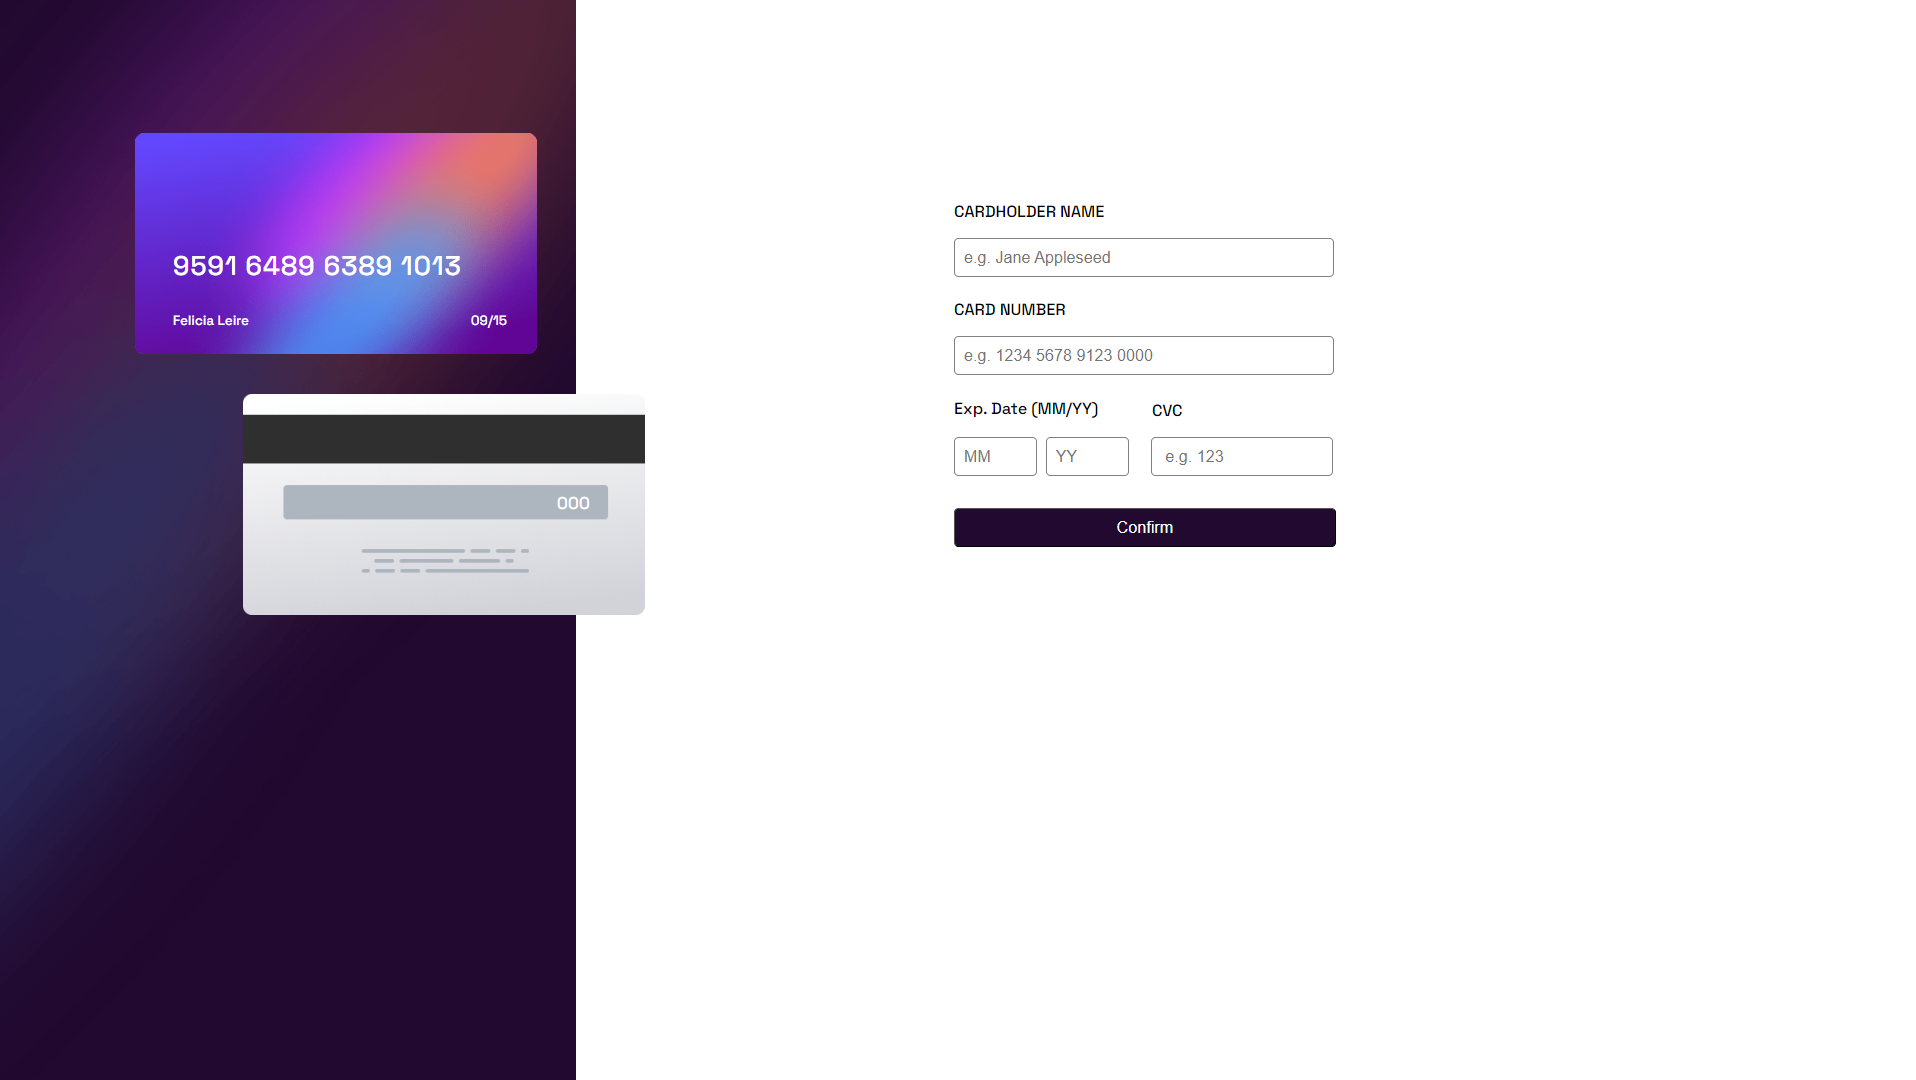 9591 6489 6389 1013
Felicia Leire 09/15
000
CARDHOLDER NAME
e.g. Jane Appleseed
CARD NUMBER
e.g. 1234 5678 9123 0000
Exp. Date (MM/YY) CVC
MM YY e.g. 123
Confirm